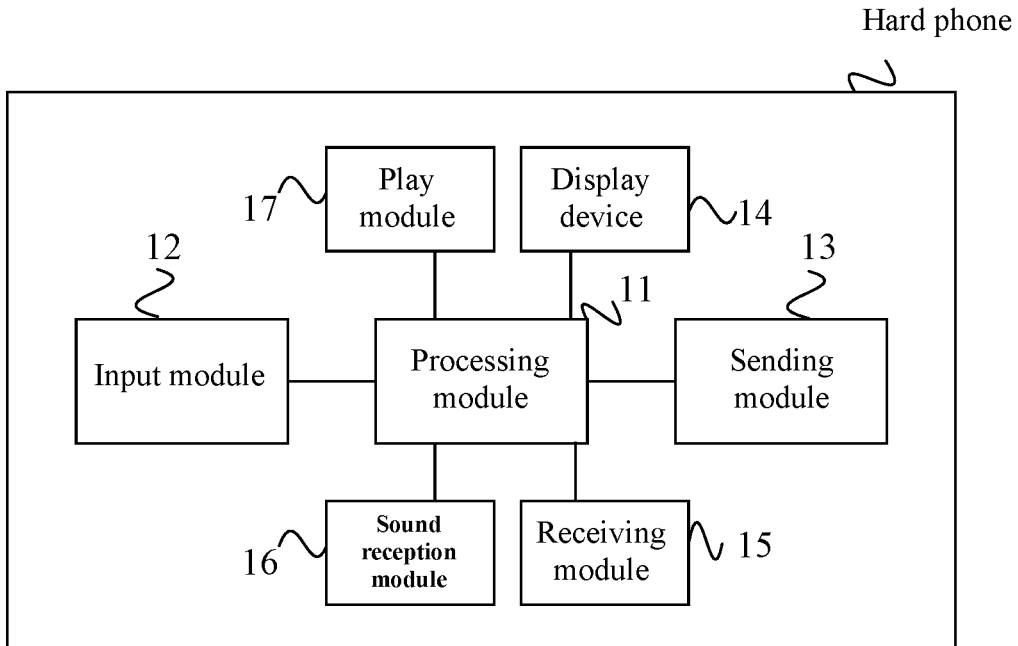 Hard phone
Play
module
17
Display
device
14
12
Input module
11
Processing
module
13
Sending
module
Sound
reception
module
16
Receiving
module
15